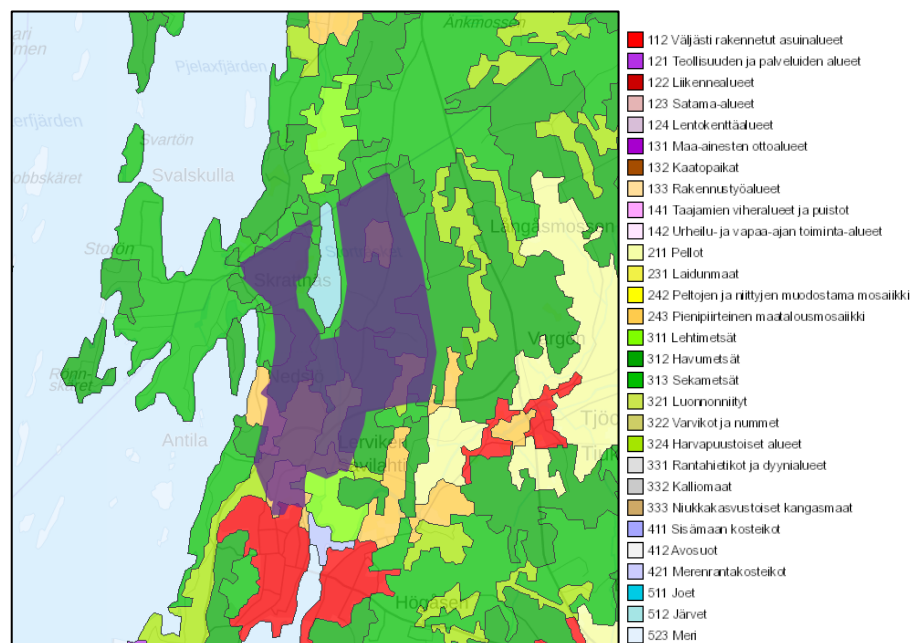 Änkmossen
Pjelaxfjärden
Svartön
Svalskulla
Långåsmossen
Storön
Skrattnäs
Vargön
Antila
Högåsen
112 Väljästi rakennetut asuinalueet
121 Teollisuuden ja palveluiden alueet
122 Liikennealueet
123 Satama-alueet
124 Lentokenttäalueet
131 Maa-ainesten ottoalueet
132 Kaatopaikat
133 Rakennustyöalueet
141 Taajamien viheralueet ja puistot
142 Urheilu- ja vapaa-ajan toiminta-alueet
211 Pellot
231 Laidunmaat
242 Peltojen ja niittyjen muodostama mosaiikki
243 Pienipiirteinen maatalousmosaiikki
311 Lehtimetsät
312 Havumetsät
313 Sekametsät
321 Luonnonniityt
322 Varvikot ja nummet
324 Harvapuustoiset alueet
331 Rantahietikot ja dyynialueet
332 Kalliomaat
333 Niukkakasvustoiset kangasmaat
411 Sisämaan kosteikot
412 Avosuot
421 Merenrantakosteikot
511 Joet
512 Järvet
523 Meri